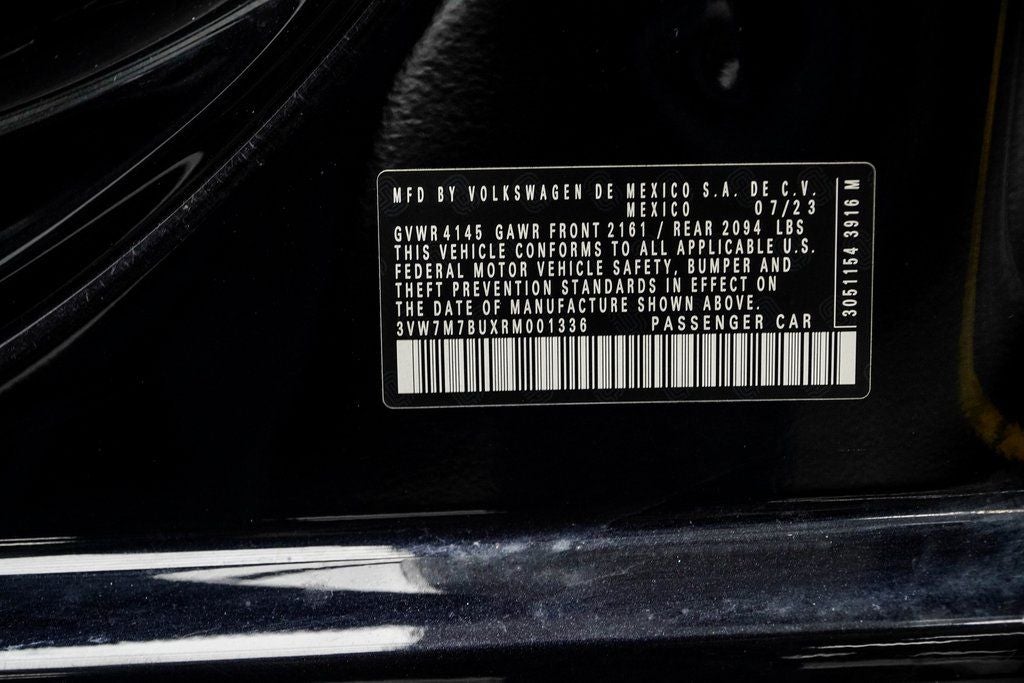 MFD BY VOLKSWAGEN DE MEXICO S.A. DE C.V.
MEXICO 07/23
GVWR 4145 GAWR FRONT 2161 / REAR 2094 LBS
THIS VEHICLE CONFORMS TO ALL APPLICABLE U.S.
FEDERAL MOTOR VEHICLE SAFETY, BUMPER AND
THEFT PREVENTION STANDARDS IN EFFECT ON
THE DATE OF MANUFACTURE SHOWN ABOVE.
3VW7M7BUXRM001336 PASSENGER CAR
3051154 3916 M